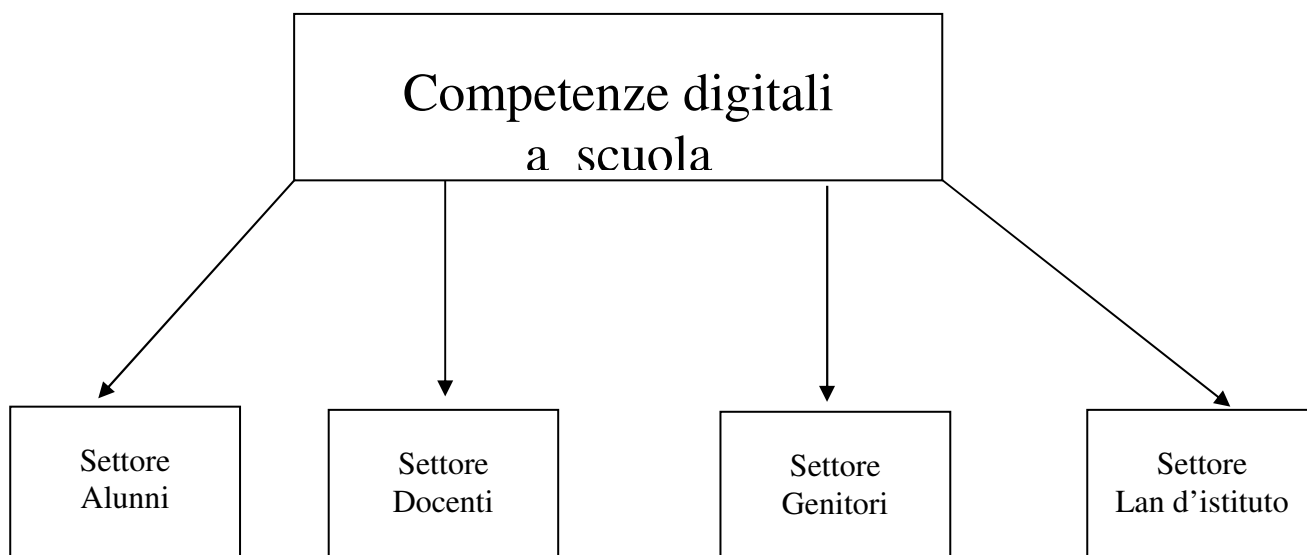 Competenze digitali
a scuola
Settore
Alunni
Settore
Docenti
Settore
Genitori
Settore
Lan d'istituto